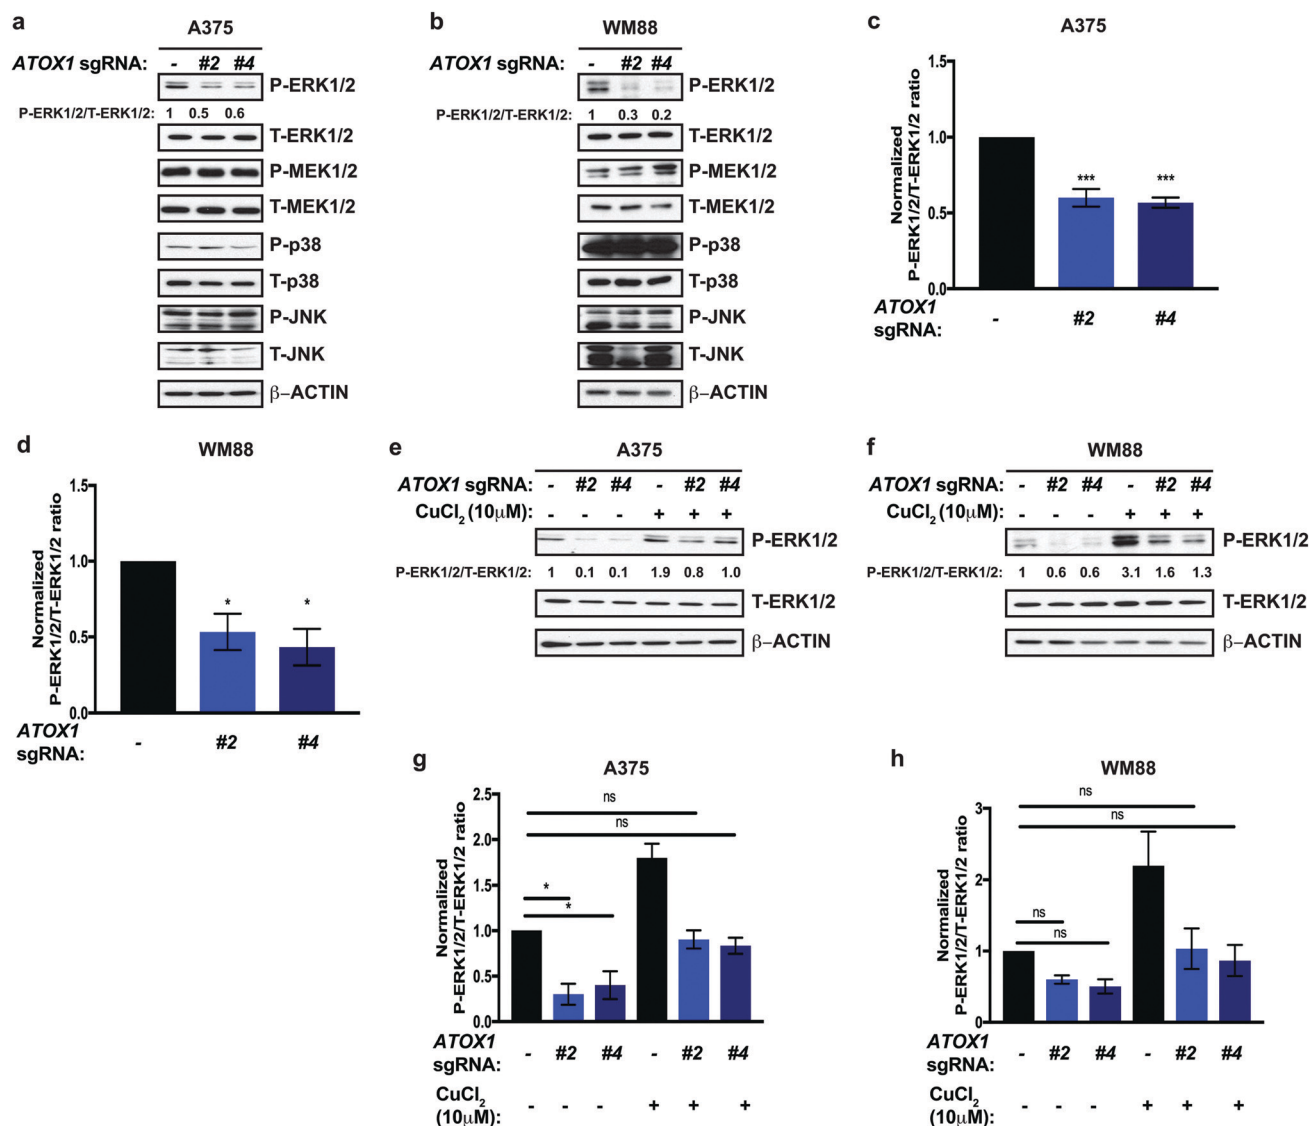 a
A375
ATOX1 sgRNA: - #2 #4
P-ERK1/2
P-ERK1/2/T-ERK1/2: 1 0.5 0.6
T-ERK1/2
P-MEK1/2
T-MEK1/2
P-p38
T-p38
P-JNK
T-JNK
β–ACTIN
b
WM88
ATOX1 sgRNA: - #2 #4
P-ERK1/2
P-ERK1/2/T-ERK1/2: 1 0.3 0.2
T-ERK1/2
P-MEK1/2
T-MEK1/2
P-p38
T-p38
P-JNK
T-JNK
β–ACTIN
c
A375
Normalized
P-ERK1/2/T-ERK1/2 ratio
1.5
1.0
0.5
0.0
*** ***
ATOX1
sgRNA: - #2 #4
d
WM88
Normalized
P-ERK1/2/T-ERK1/2 ratio
1.5
1.0
0.5
0.0
* *
ATOX1
sgRNA: - #2 #4
e
A375
ATOX1 sgRNA: - #2 #4 - #2 #4
CuCl2 (10μM): - - - + + +
P-ERK1/2
P-ERK1/2/T-ERK1/2: 1 0.1 0.1 1.9 0.8 1.0
T-ERK1/2
β–ACTIN
f
WM88
ATOX1 sgRNA: - #2 #4 - #2 #4
CuCl2 (10μM): - - - + + +
P-ERK1/2
P-ERK1/2/T-ERK1/2: 1 0.6 0.6 3.1 1.6 1.3
T-ERK1/2
β–ACTIN
g
A375
Normalized
P-ERK1/2/T-ERK1/2 ratio
2.5
2.0
1.5
1.0
0.5
0.0
ns
ns
*
*
ATOX1
sgRNA: - #2 #4 - #2 #4
CuCl2
(10μM): - - - + + +
h
WM88
Normalized
P-ERK1/2/T-ERK1/2 ratio
3
2
1
0
ns
ns
ns
ns
ATOX1
sgRNA: - #2 #4 - #2 #4
CuCl2
(10μM): - - - + + +